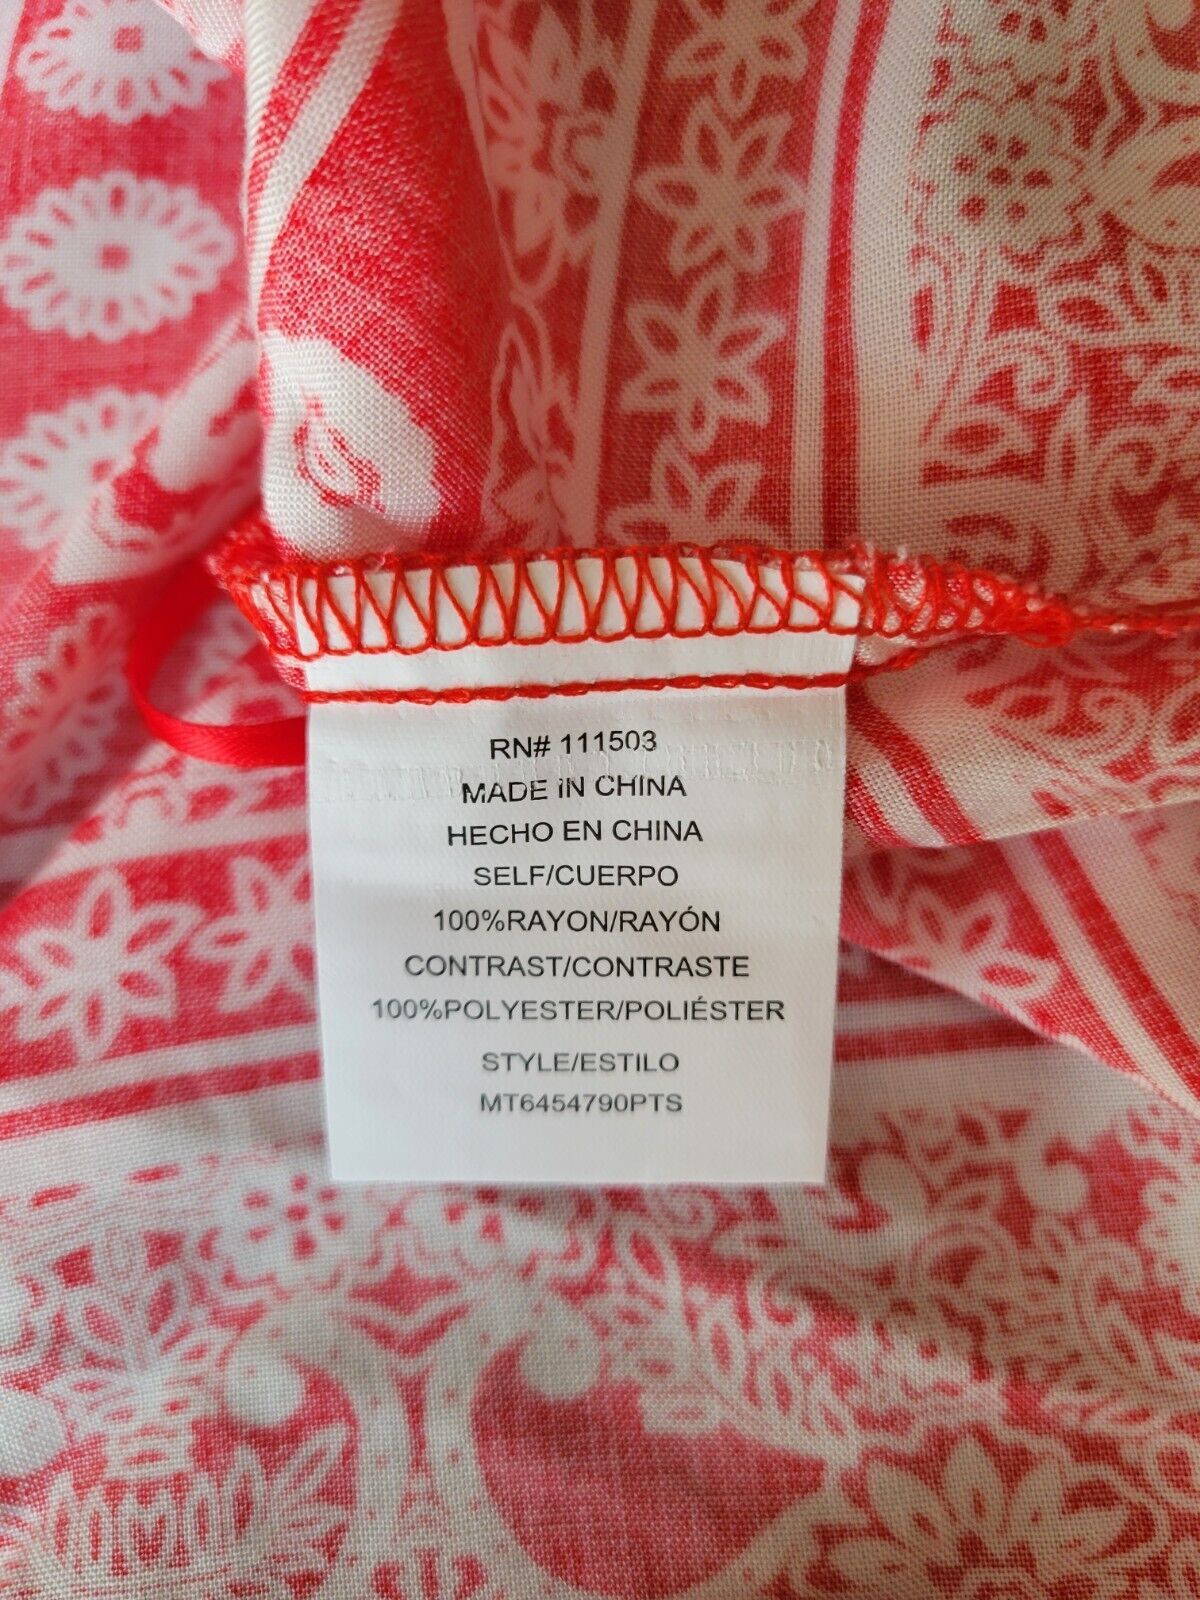 RN# 111503
MADE IN CHINA
HECHO EN CHINA
SELF/CUERPO
100%RAYON/RAYÓN
CONTRAST/CONTRASTE
100%POLYESTER/POLIÉSTER
STYLE/ESTILO
MT6454790PTS